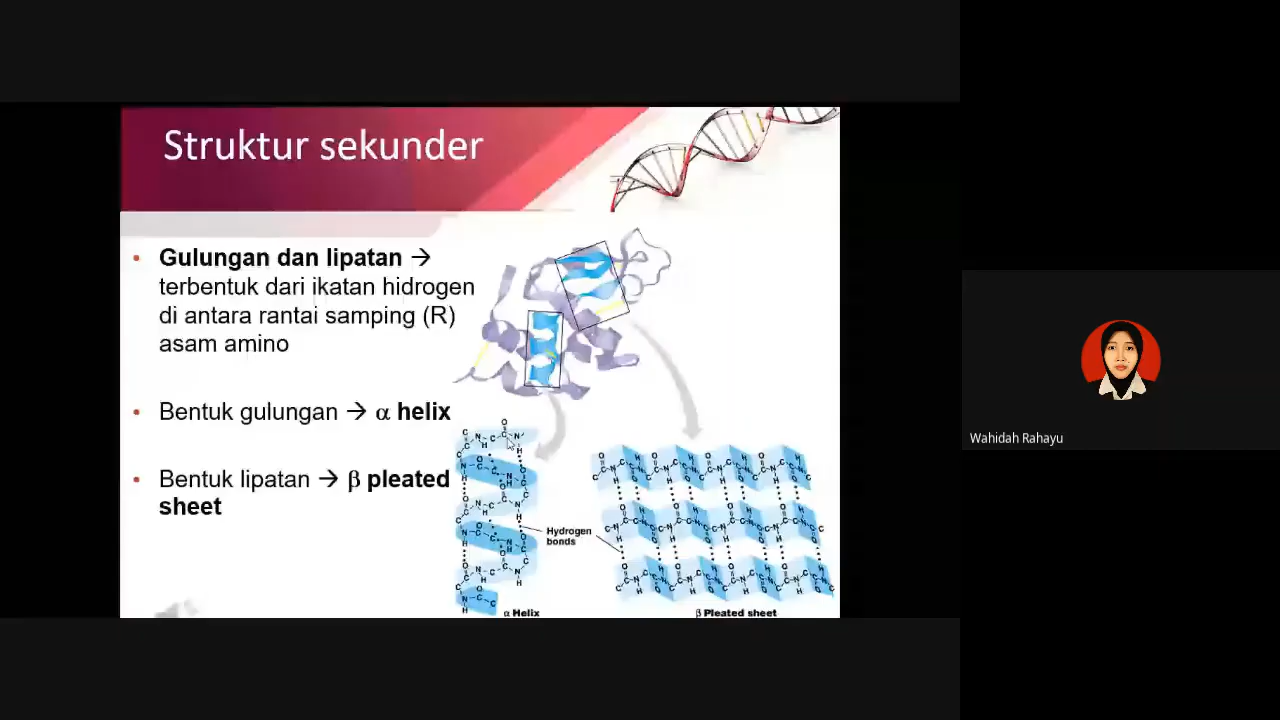 Struktur sekunder
• Gulungan dan lipatan →
terbentuk dari ikatan hidrogen
di antara rantai samping (R)
asam amino
• Bentuk gulungan → α helix
• Bentuk lipatan → β pleated
sheet
Hydrogen
bonds
α Helix
β Pleated sheet
Wahidah Rahayu